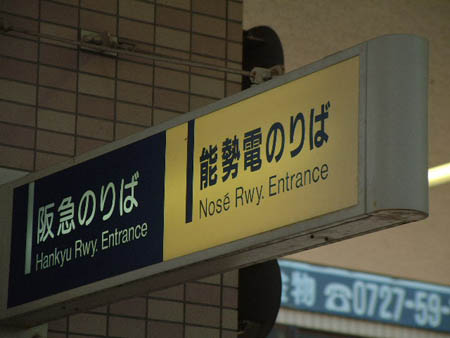 阪急のりば
Hankyu Rwy. Entrance
能勢電のりば
Nosé Rwy. Entrance
物 ☎0727-59-